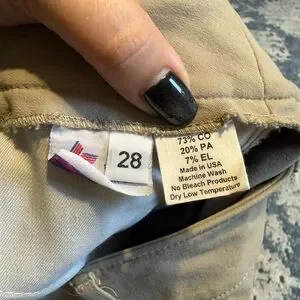 28
73% CO
20% PA
7% EL
Made in USA
Machine Wash
No Bleach Products
Dry Low Temperature